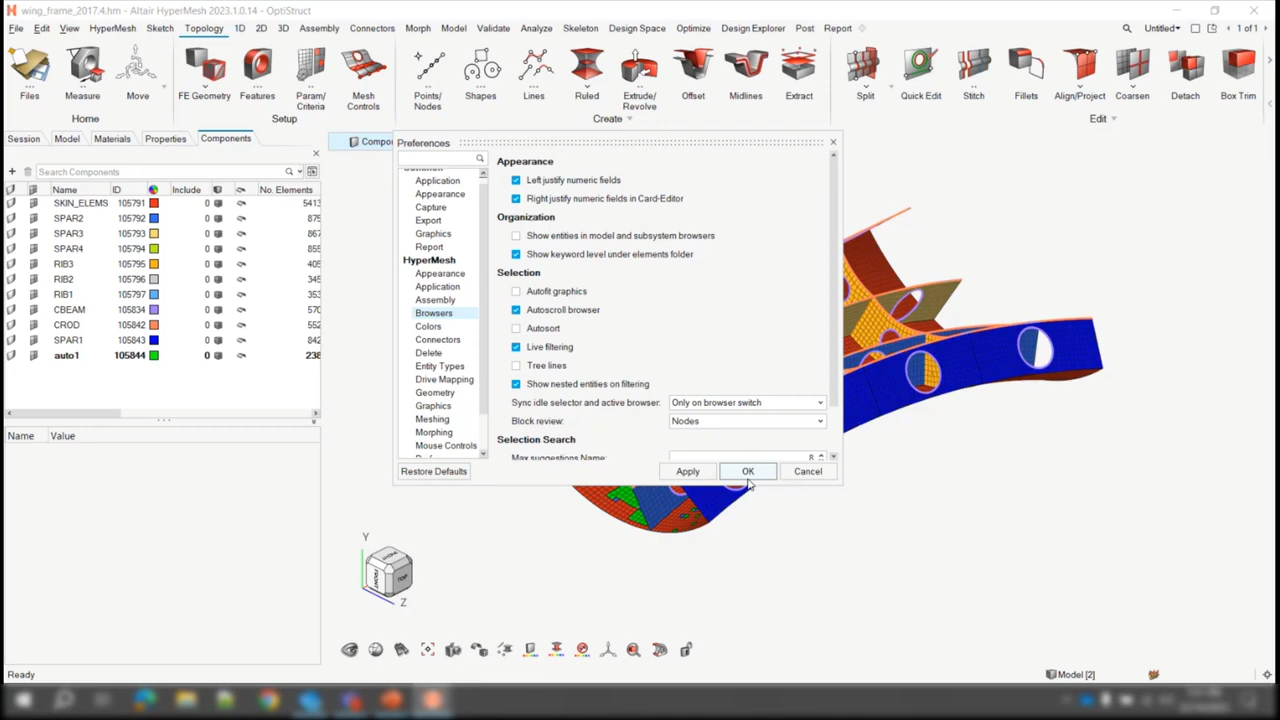 wing_frame_2017.4.hm - Altair HyperMesh 2023.1.0.14 - OptiStruct
File Edit View HyperMesh Sketch Topology 1D 2D 3D Assembly Connectors Morph Model Validate Analyze Skeleton Design Space Optimize Design Explorer Post Report Untitled 1 of 1
Files Measure Move FE Geometry Features Param/ Criteria Mesh Controls Points/ Nodes Shapes Lines Ruled Extrude/ Revolve Offset Midlines Extract Split Quick Edit Stitch Fillets Align/Project Coarsen Detach Box Trim
Home Setup Create Edit
Session Model Materials Properties Components
Search Components
Name ID Include No. Elements
SKIN_ELEMS 105791 0 5413
SPAR2 105792 0 875
SPAR3 105793 0 867
SPAR4 105794 0 855
RIB3 105795 0 405
RIB2 105796 0 345
RIB1 105797 0 353
CBEAM 105834 0 570
CROD 105842 0 552
SPAR1 105843 0 842
auto1 105844 0 238
Name Value
Preferences
Application
Appearance
Capture
Export
Graphics
Report
HyperMesh
Appearance
Application
Assembly
Browsers
Colors
Connectors
Delete
Entity Types
Drive Mapping
Geometry
Graphics
Meshing
Morphing
Mouse Controls
Appearance
Left justify numeric fields
Right justify numeric fields in Card-Editor
Organization
Show entities in model and subsystem browsers
Show keyword level under elements folder
Selection
Autofit graphics
Autoscroll browser
Autosort
Live filtering
Tree lines
Show nested entities on filtering
Sync idle selector and active browser: Only on browser switch
Block review: Nodes
Selection Search
Max suggestions Name: 8
Restore Defaults Apply OK Cancel
Y
Z
FRONT
TOP
Ready Model [2]